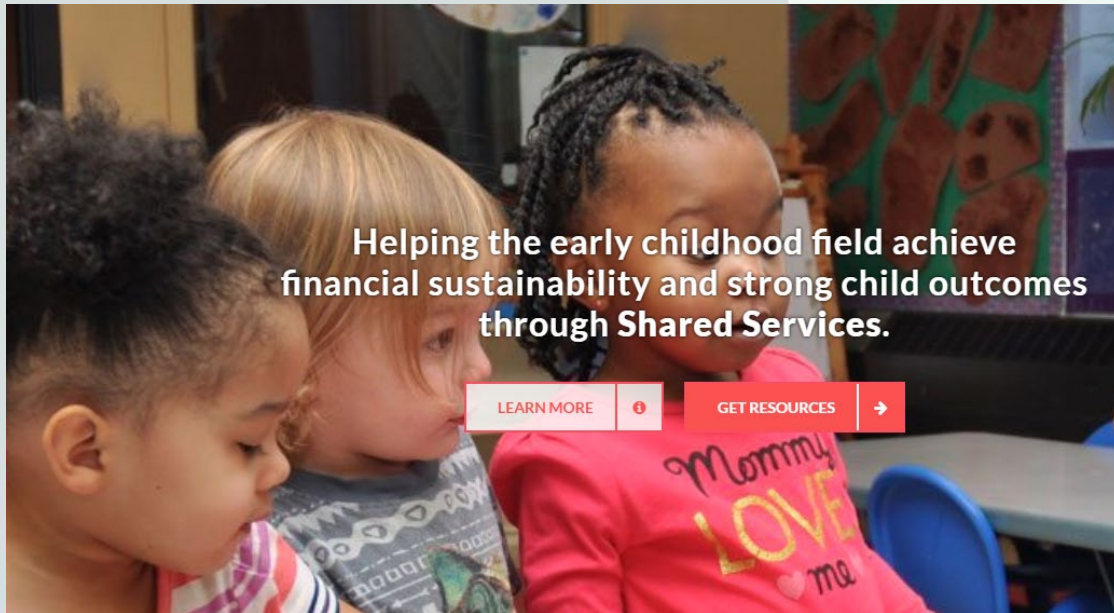 Helping the early childhood field achieve
financial sustainability and strong child outcomes
through Shared Services.
LEARN MORE
GET RESOURCES
Mommy
LOVE
me